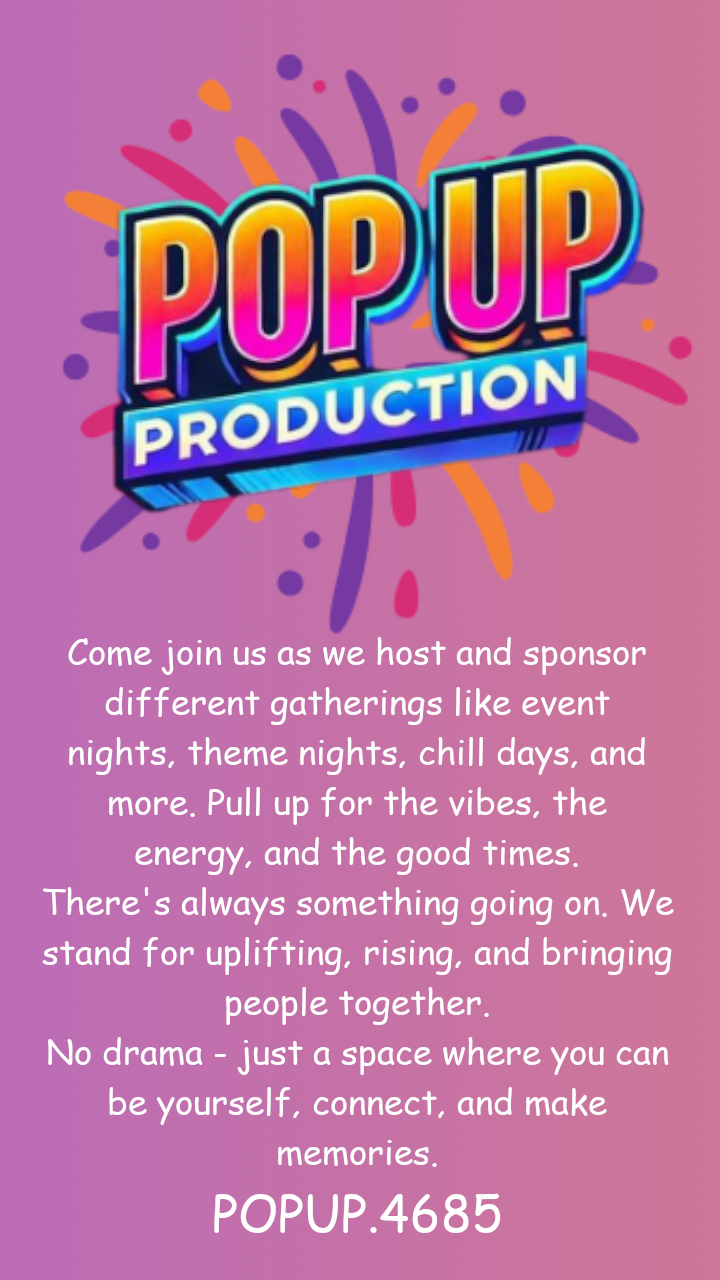 POP UP
PRODUCTION
Come join us as we host and sponsor
different gatherings like event
nights, theme nights, chill days, and
more. Pull up for the vibes, the
energy, and the good times.
There's always something going on. We
stand for uplifting, rising, and bringing
people together.
No drama - just a space where you can
be yourself, connect, and make
memories.
POPUP.4685